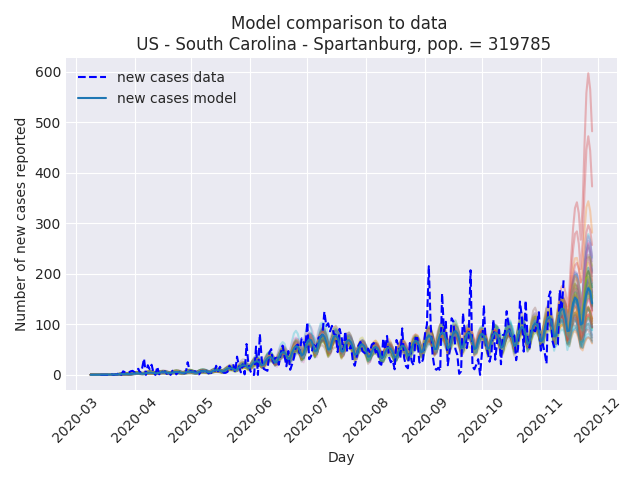 Model comparison to data
US - South Carolina - Spartanburg, pop. = 319785
new cases data
new cases model
Number of new cases reported
600
500
400
300
200
100
0
2020-03
2020-04
2020-05
2020-06
2020-07
2020-08
2020-09
2020-10
2020-11
2020-12
Day